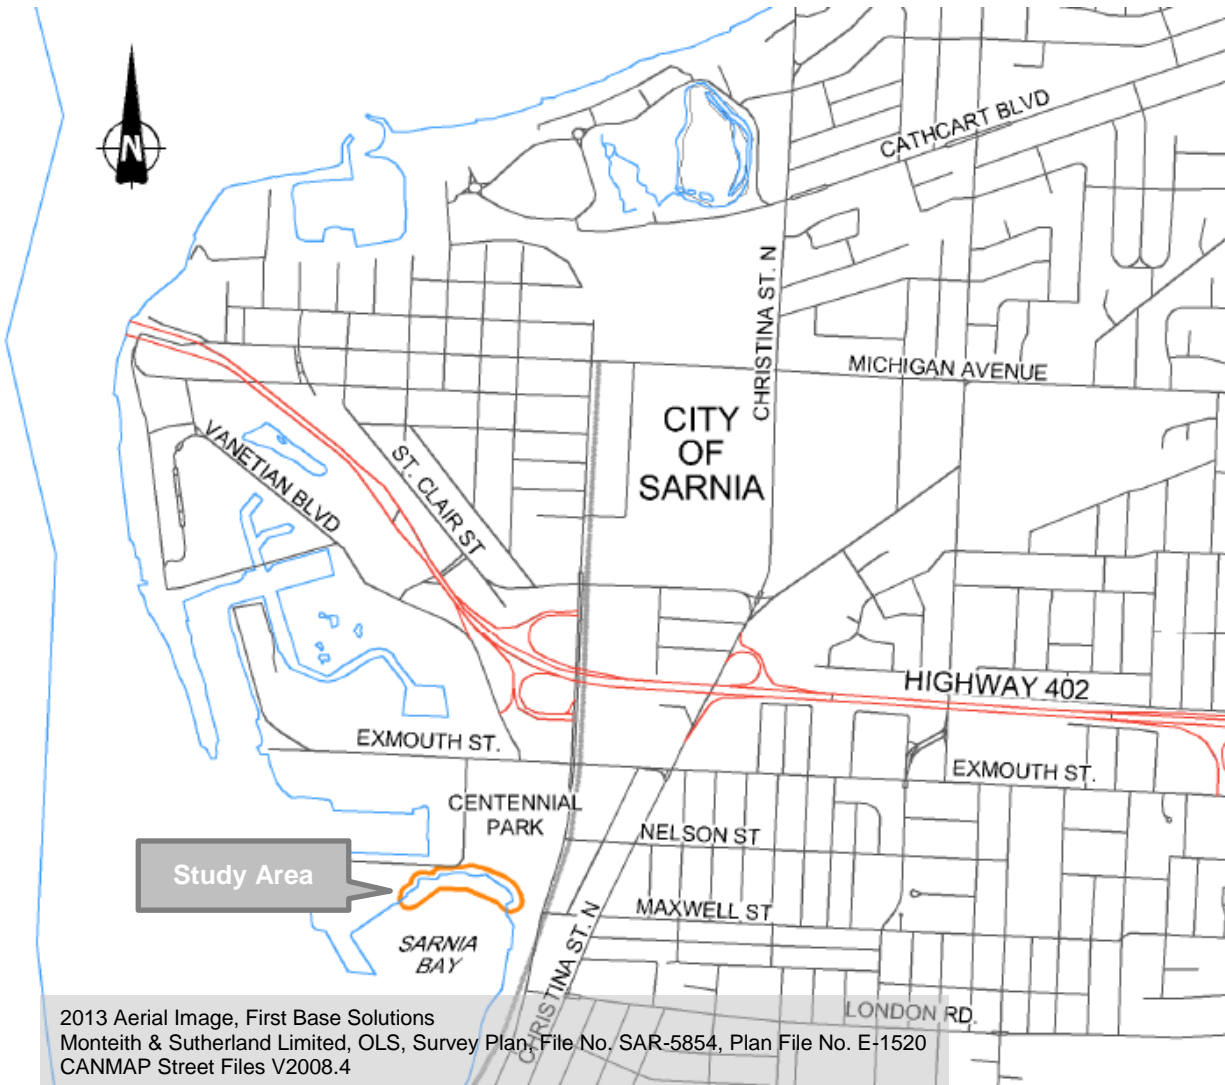 N
CATHCART BLVD
CHRISTINA ST. N
MICHIGAN AVENUE
CITY
OF
SARNIA
VANETIAN BLVD
ST. CLAIR ST
HIGHWAY 402
EXMOUTH ST.
EXMOUTH ST.
CENTENNIAL
PARK
NELSON ST
Study Area
MAXWELL ST
SARNIA
BAY
CHRISTINA ST. N
LONDON RD.
2013 Aerial Image, First Base Solutions
Monteith & Sutherland Limited, OLS, Survey Plan, File No. SAR-5854, Plan File No. E-1520
CANMAP Street Files V2008.4